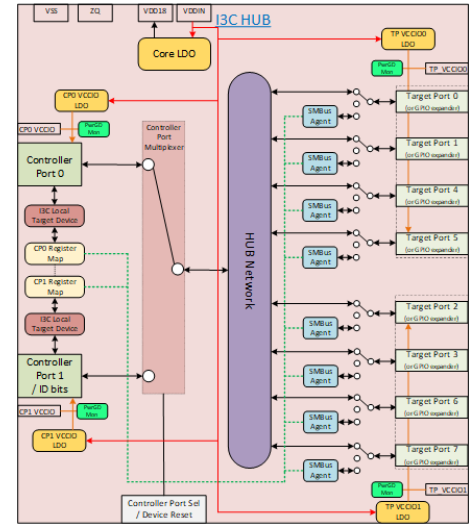 VSS
ZQ
VDD18
VDDIN
I3C HUB
Core LDO
TP VCCIO0
LDO
PwrGD
Mon
TP_VCCIO0
CP0 VCCIO
LDO
CP0 VCCIO
PwrGD
Mon
Controller
Port
Multiplexer
Controller
Port 0
I3C Local
Target Device
CP0 Register
Map
CP1 Register
Map
I3C Local
Target Device
Controller
Port 1
/ ID bits
CP1 VCCIO
PwrGD
Mon
CP1 VCCIO
LDO
Controller Port Sel
/ Device Reset
HUB Network
SMBus
Agent
SMBus
Agent
SMBus
Agent
SMBus
Agent
SMBus
Agent
SMBus
Agent
SMBus
Agent
SMBus
Agent
Target Port 0
(or GPIO expander)
Target Port 1
(or GPIO expander)
Target Port 4
(or GPIO expander)
Target Port 5
(or GPIO expander)
Target Port 2
(or GPIO expander)
Target Port 3
(or GPIO expander)
Target Port 6
(or GPIO expander)
Target Port 7
(or GPIO expander)
PwrGD
Mon
TP_VCCIO1
TP VCCIO1
LDO